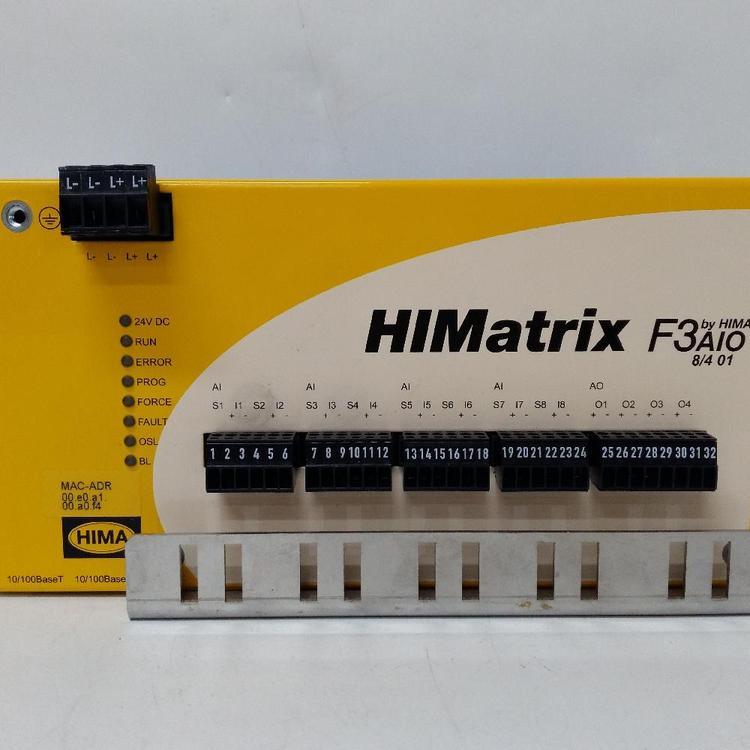 L- L- L+ L+
L- L- L+ L+
24V DC
RUN
ERROR
PROG
FORCE
FAULT
OSL
BL
HIMatrix F3 by HIMA
AIO
8/4 01
AI AI AI AI AO
S1 I1 S2 I2 S3 I3 S4 I4 S5 I5 S6 I6 S7 I7 S8 I8 O1 O2 O3 O4
+ - + - + - + - + - + - + - + - + - + - + - + -
1 2 3 4 5 6 7 8 9 10 11 12 13 14 15 16 17 18 19 20 21 22 23 24 25 26 27 28 29 30 31 32
MAC-ADR
00.e0.a1.
00.a0.f4
HIMA
10/100BaseT 10/100Base